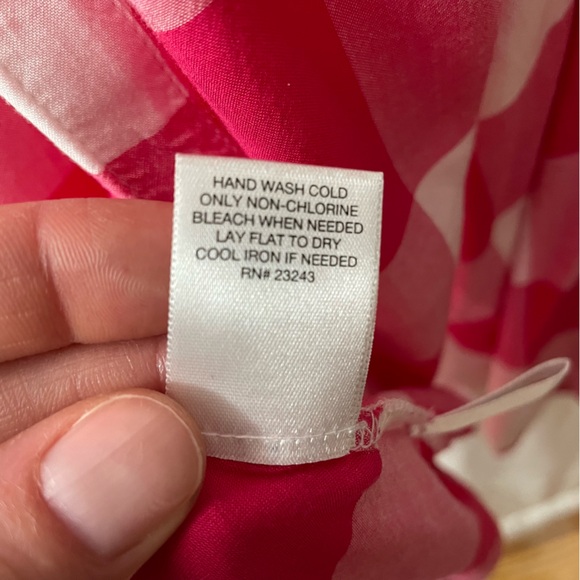 HAND WASH COLD
ONLY NON-CHLORINE
BLEACH WHEN NEEDED
LAY FLAT TO DRY
COOL IRON IF NEEDED
RN# 23243